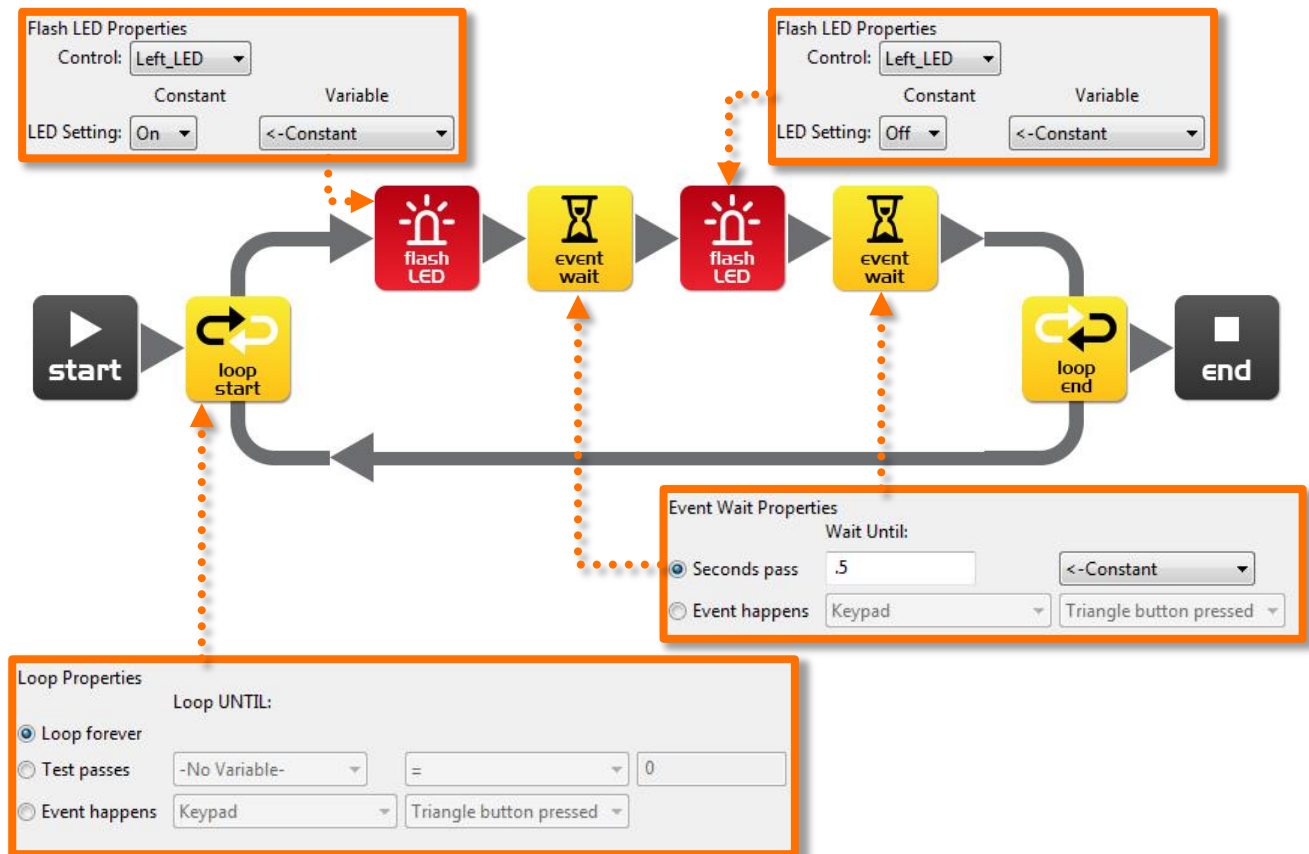 Flash LED Properties
Control: Left_LED
Constant Variable
LED Setting: On <-Constant
Flash LED Properties
Control: Left_LED
Constant Variable
LED Setting: Off <-Constant
flash
LED
event
wait
flash
LED
event
wait
start
loop
start
loop
end
end
Event Wait Properties
Wait Until:
Seconds pass .5 <-Constant
Event happens Keypad Triangle button pressed
Loop Properties
Loop UNTIL:
Loop forever
Test passes -No Variable- = 0
Event happens Keypad Triangle button pressed